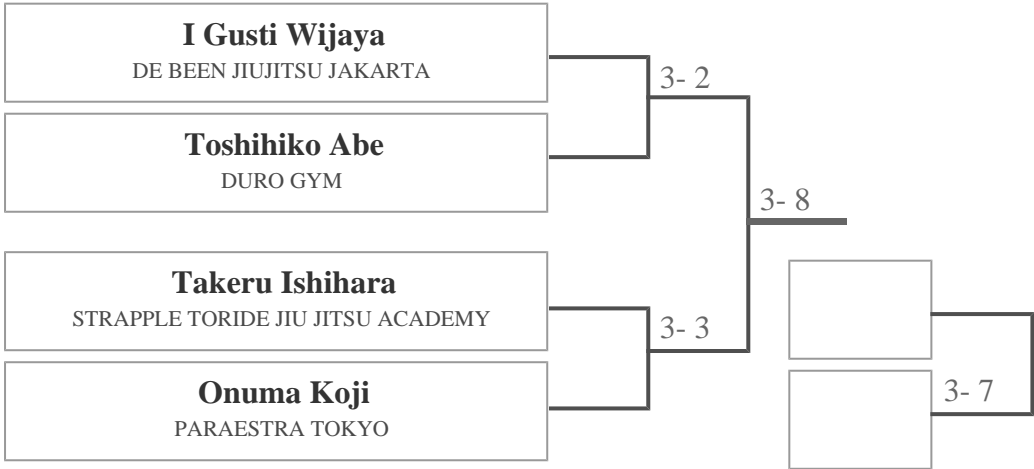 I Gusti Wijaya
DE BEEN JIUJITSU JAKARTA
3- 2
Toshihiko Abe
DURO GYM
3- 8
Takeru Ishihara
STRAPPLE TORIDE JIU JITSU ACADEMY
3- 3
Onuma Koji
PARAESTRA TOKYO
3- 7